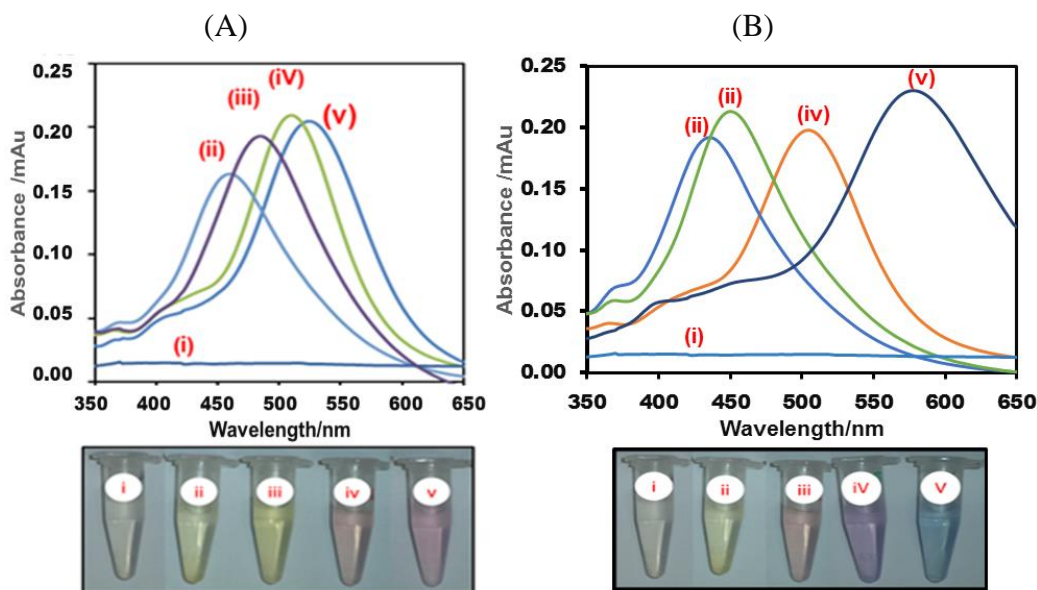 (A)
0.25
0.20
0.15
0.10
0.05
0.00
Absorbance /mAu
(i)
(ii)
(iii)
(iV)
(v)
350 400 450 500 550 600 650
Wavelength/nm
i ii iii iv v
(B)
0.25
0.20
0.15
0.10
0.05
0.00
Absorbance /mAu
(i)
(ii)
(ii)
(iv)
(v)
350 400 450 500 550 600 650
Wavelength/nm
i ii iii iV V